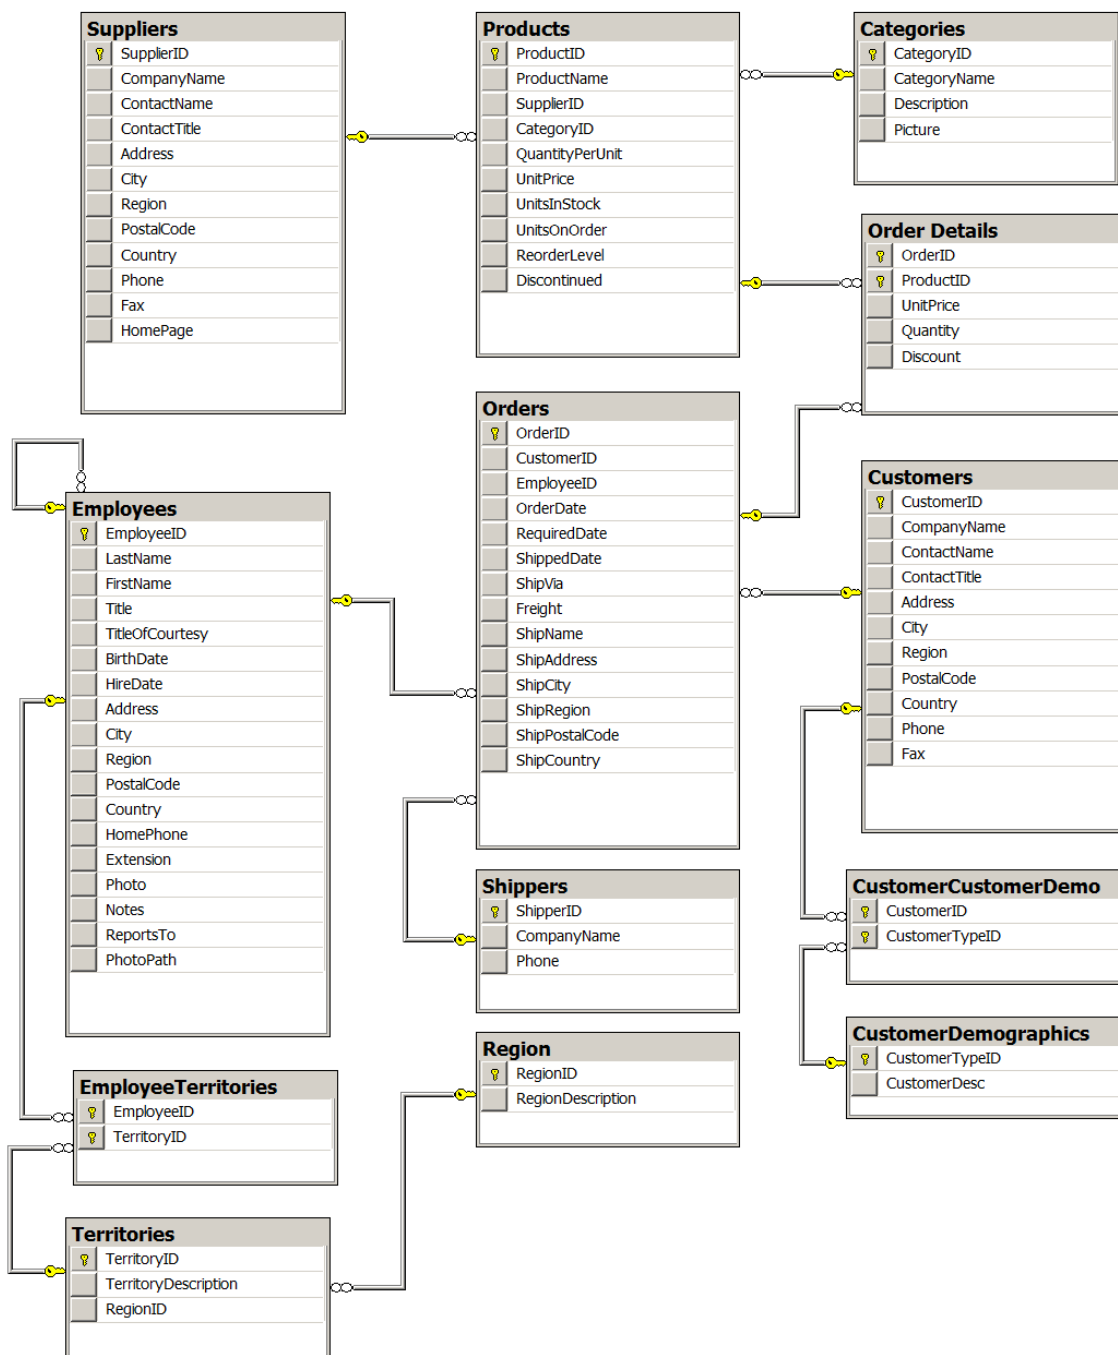 Suppliers
SupplierID
CompanyName
ContactName
ContactTitle
Address
City
Region
PostalCode
Country
Phone
Fax
HomePage
Products
ProductID
ProductName
SupplierID
CategoryID
QuantityPerUnit
UnitPrice
UnitsInStock
UnitsOnOrder
ReorderLevel
Discontinued
Categories
CategoryID
CategoryName
Description
Picture
Order Details
OrderID
ProductID
UnitPrice
Quantity
Discount
Employees
EmployeeID
LastName
FirstName
Title
TitleOfCourtesy
BirthDate
HireDate
Address
City
Region
PostalCode
Country
HomePhone
Extension
Photo
Notes
ReportsTo
PhotoPath
Orders
OrderID
CustomerID
EmployeeID
OrderDate
RequiredDate
ShippedDate
ShipVia
Freight
ShipName
ShipAddress
ShipCity
ShipRegion
ShipPostalCode
ShipCountry
Customers
CustomerID
CompanyName
ContactName
ContactTitle
Address
City
Region
PostalCode
Country
Phone
Fax
Shippers
ShipperID
CompanyName
Phone
CustomerCustomerDemo
CustomerID
CustomerTypeID
Region
RegionID
RegionDescription
CustomerDemographics
CustomerTypeID
CustomerDesc
EmployeeTerritories
EmployeeID
TerritoryID
Territories
TerritoryID
TerritoryDescription
RegionID